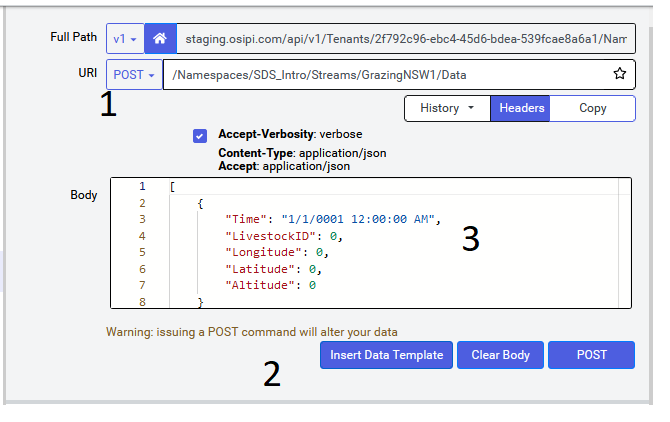 Full Path v1 staging.osipi.com/api/v1/Tenants/2f792c96-ebc4-45d6-bdea-539fcae8a6a1/Nam
URI POST /Namespaces/SDS_Intro/Streams/GrazingNSW1/Data
1
History Headers Copy
Accept-Verbosity: verbose
Content-Type: application/json
Accept: application/json
Body
1 [
2 {
3 "Time": "1/1/0001 12:00:00 AM",
4 "LivestockID": 0,
5 "Longitude": 0,
6 "Latitude": 0,
7 "Altitude": 0
8 }
3
Warning: issuing a POST command will alter your data
2
Insert Data Template Clear Body POST